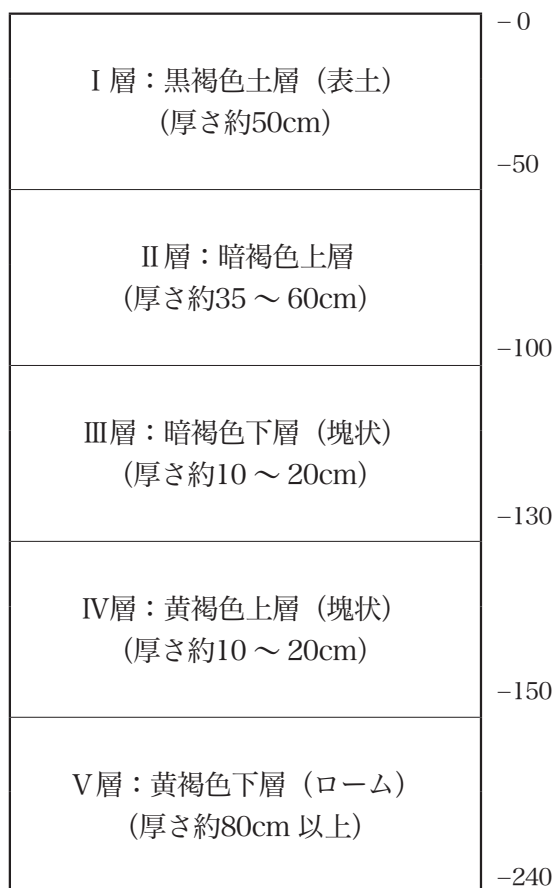 – 0
Ⅰ層：黒褐色土層（表土）
（厚さ約50cm）
–50
Ⅱ層：暗褐色上層
（厚さ約35 ～ 60cm）
–100
Ⅲ層：暗褐色下層（塊状）
（厚さ約10 ～ 20cm）
–130
Ⅳ層：黄褐色上層（塊状）
（厚さ約10 ～ 20cm）
–150
Ⅴ層：黄褐色下層（ローム）
（厚さ約80cm 以上）
–240